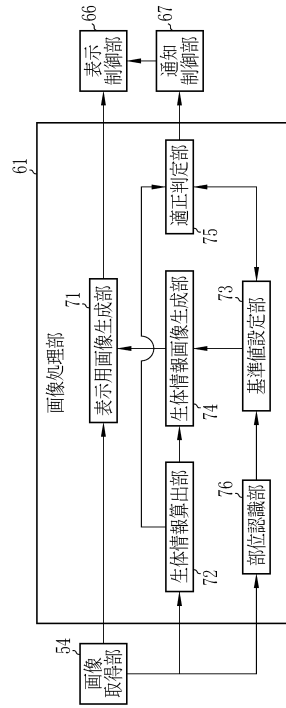 54
画像
取得部
61
画像処理部
71
表示用画像生成部
72
生体情報算出部
74
生体情報画像生成部
75
適正判定部
76
部位認識部
73
基準値設定部
66
表示
制御部
67
通知
制御部